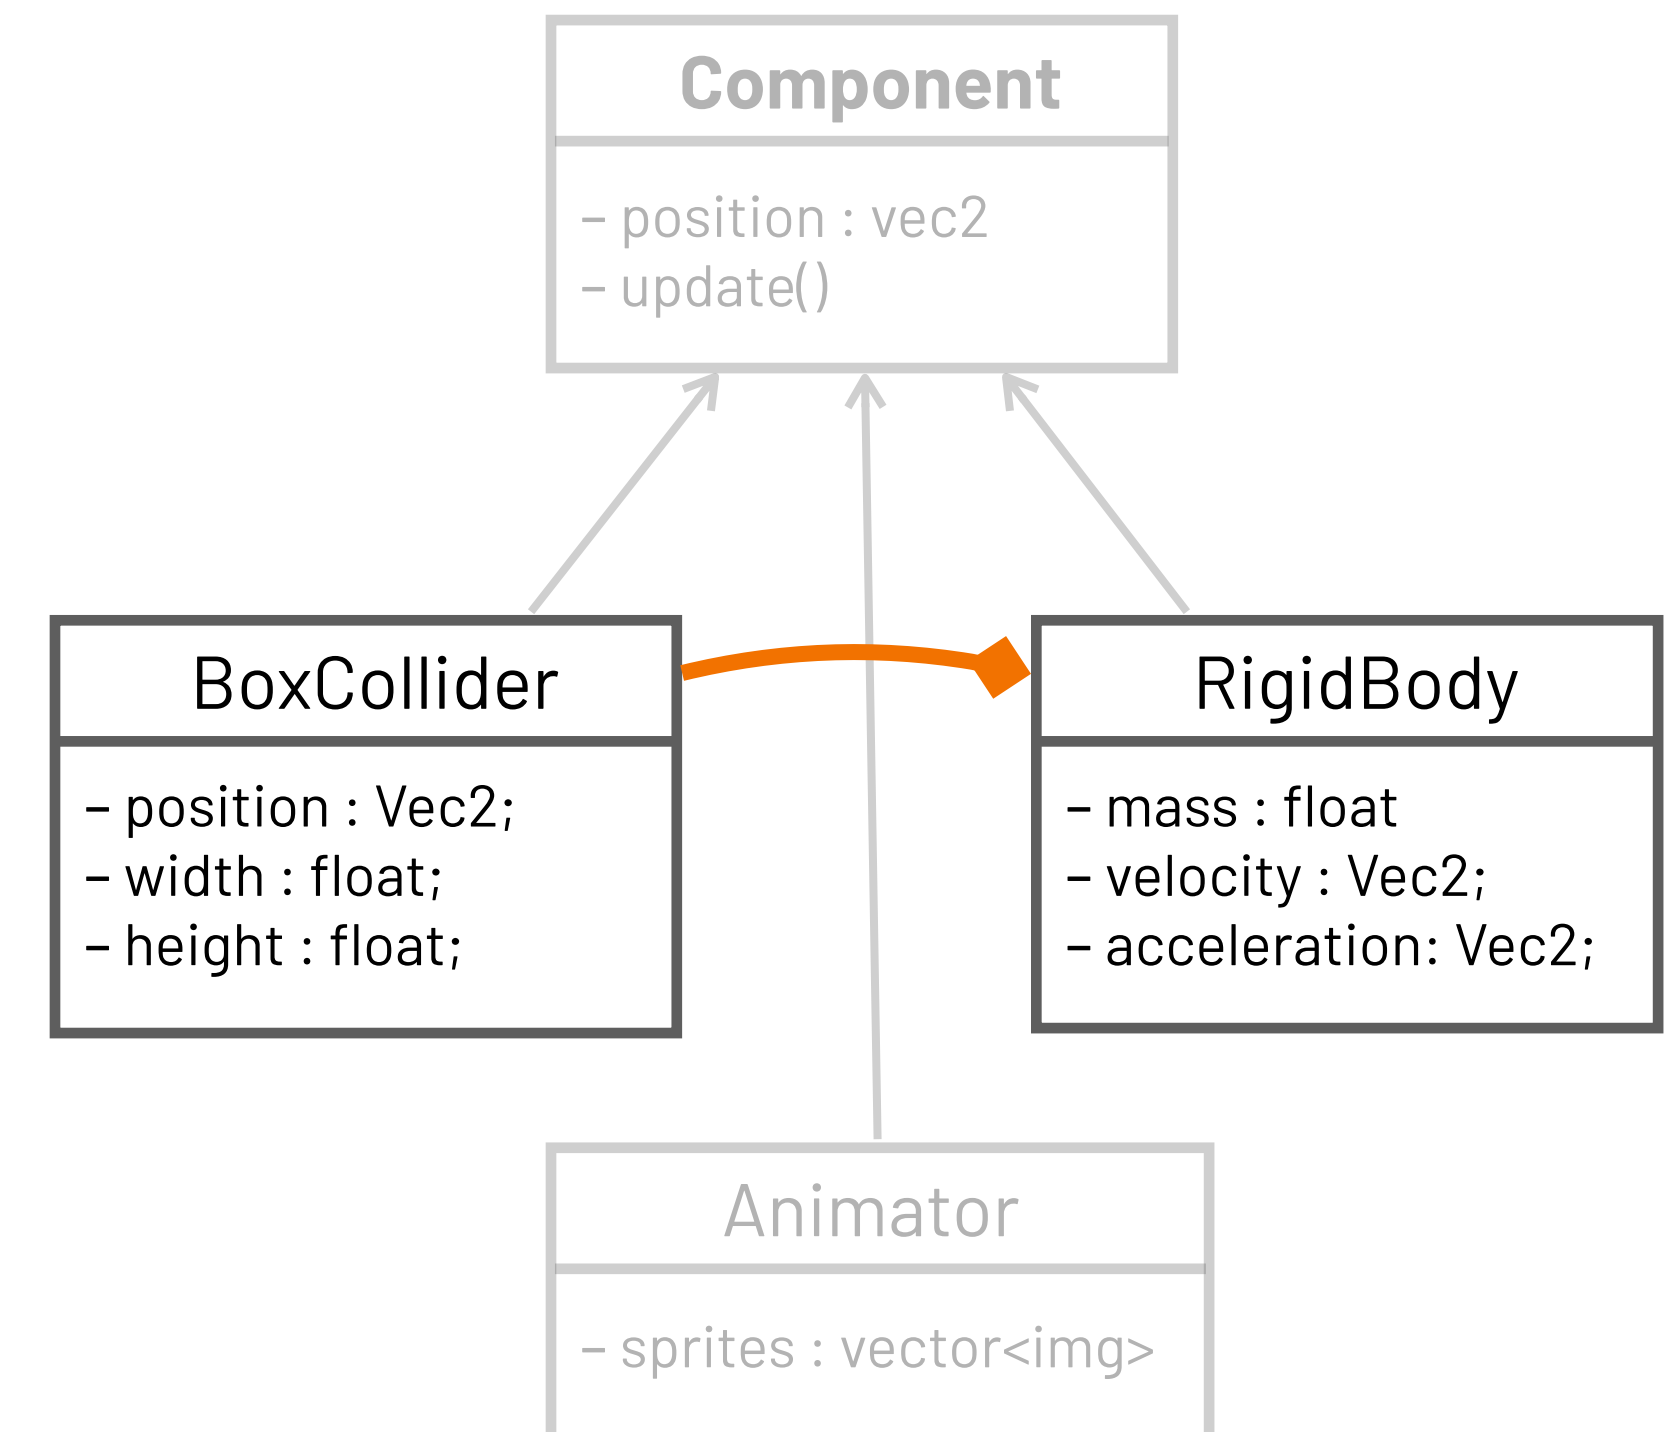 Component
– position : vec2
– update()
BoxCollider
– position : Vec2;
– width : float;
– height : float;
RigidBody
– mass : float
– velocity : Vec2;
– acceleration: Vec2;
Animator
– sprites : vector<img>